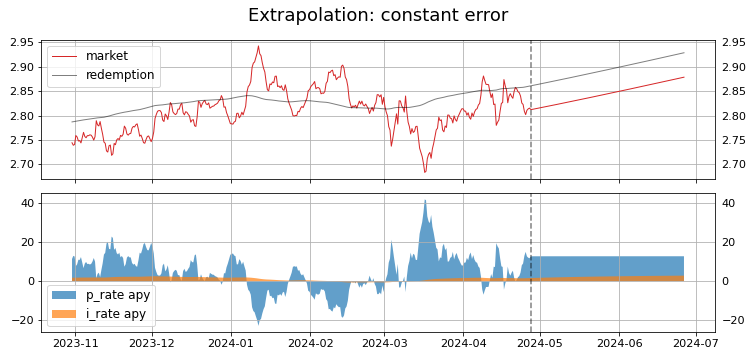 Extrapolation: constant error
2.95 2.95
2.90 2.90
2.85 2.85
2.80 2.80
2.75 2.75
2.70 2.70
market
redemption
40 40
20 20
0 0
−20 −20
p_rate apy
i_rate apy
2023-11 2023-12 2024-01 2024-02 2024-03 2024-04 2024-05 2024-06 2024-07